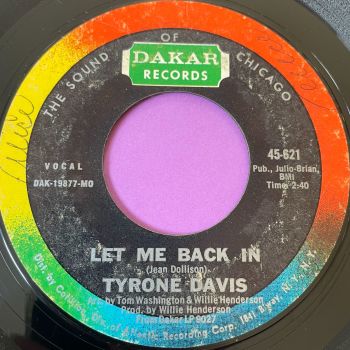 THE SOUND OF CHICAGO
DAKAR
RECORDS
VOCAL
DAK-19877-MO
45-621
Pub., Julio-Brian,
BMI
Time: 2:40
LET ME BACK IN
(Jean Dollison)
TYRONE DAVIS
Arr. by Tom Washington & Willie Henderson
Prod. by Willie Henderson
From Dakar LP 9027
Dist. by Cotillion Rec., Div. of Atlantic Recording Corp. 1841 B'way, N.Y., N.Y.